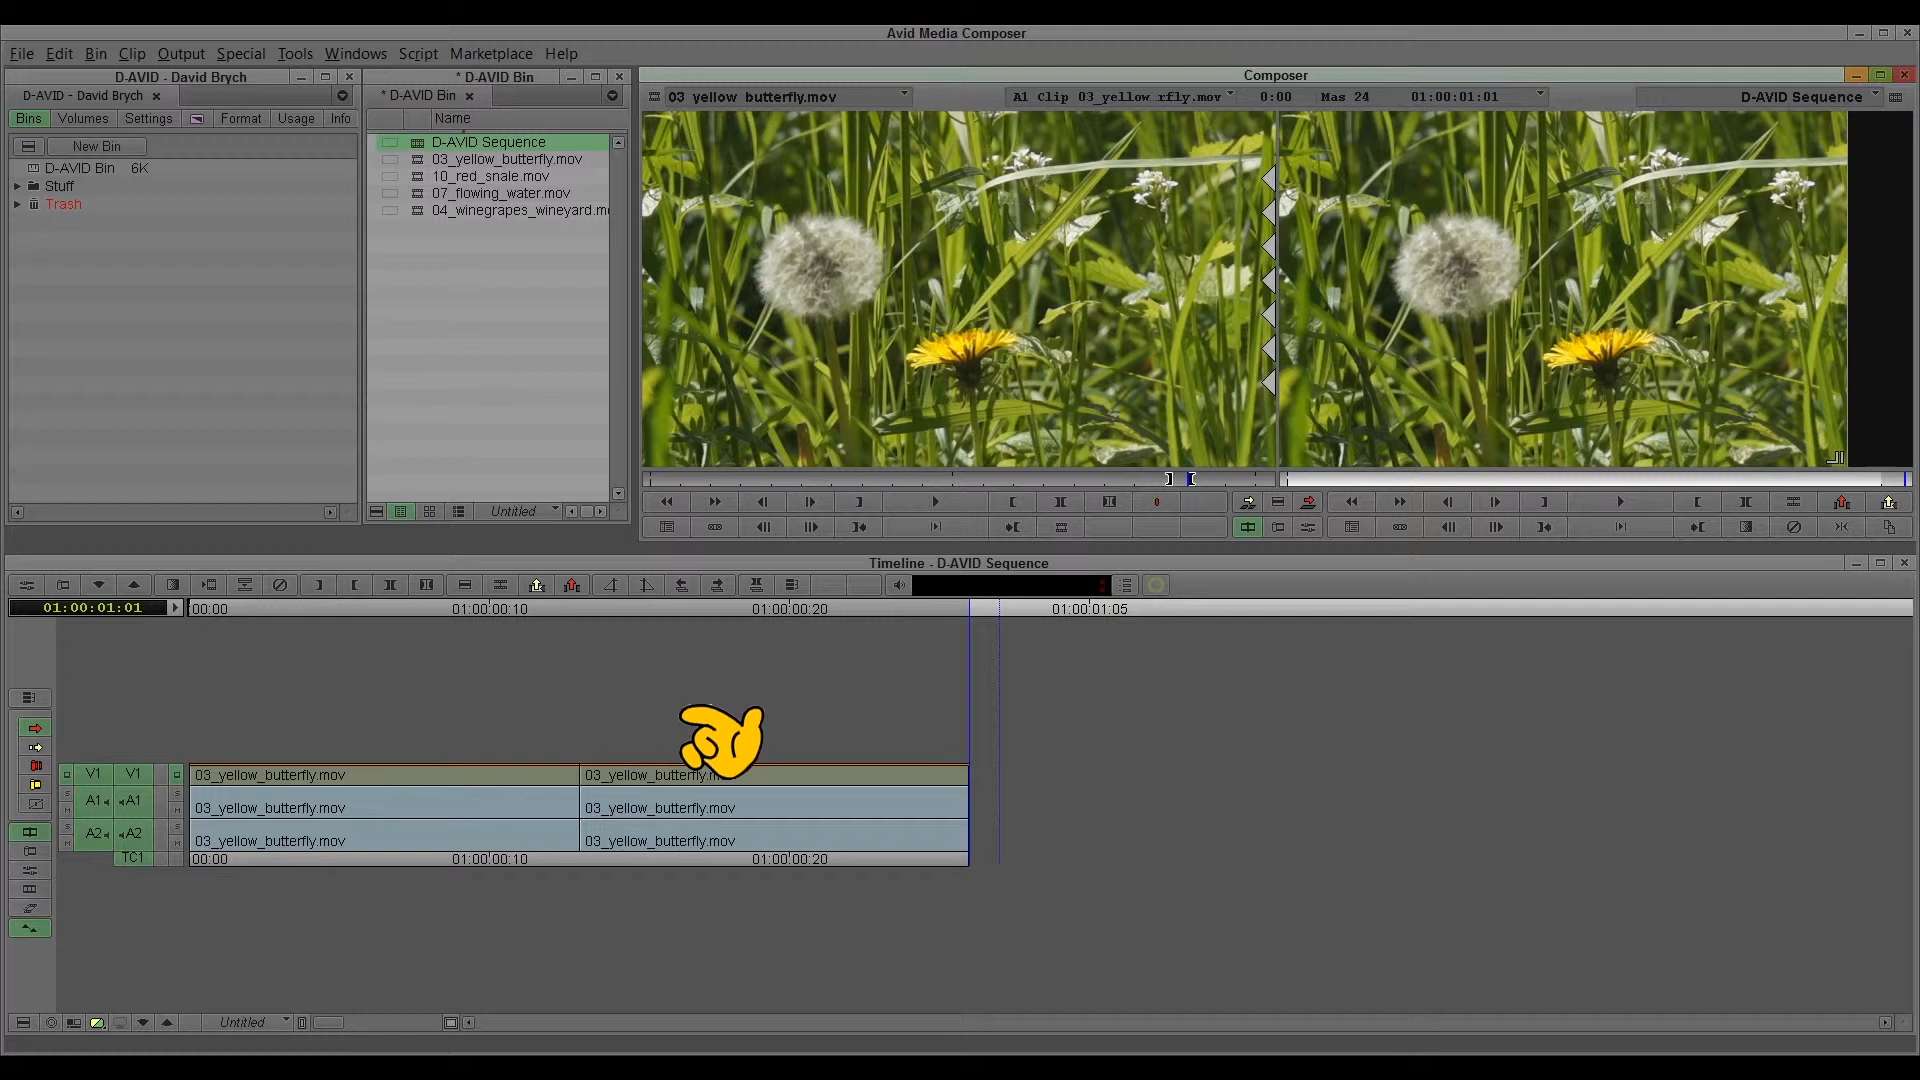 Avid Media Composer
File Edit Bin Clip Output Special Tools Windows Script Marketplace Help
D-AVID - David Brych
* D-AVID Bin
Composer
D-AVID - David Brych
* D-AVID Bin
03 yellow butterfly.mov
A1 Clip 03_yellow…rfly.mov 0:00 Mas 24 01:00:01:01
D-AVID Sequence
Bins Volumes Settings Format Usage Info
Name
New Bin
D-AVID Bin 6K
Stuff
Trash
D-AVID Sequence
03_yellow_butterfly.mov
10_red_snale.mov
07_flowing_water.mov
04_winegrapes_wineyard.m
Untitled
Timeline - D-AVID Sequence
01:00:01:01
00:00 01:00:00:10 01:00:00:20 01:00:01:05
V1 V1 03_yellow_butterfly.mov 03_yellow_butterfly.m
S M A1 A1 S M 03_yellow_butterfly.mov 03_yellow_butterfly.mov
S M A2 A2 S M 03_yellow_butterfly.mov 03_yellow_butterfly.mov
TC1 00:00 01:00:00:10 01:00:00:20
Untitled